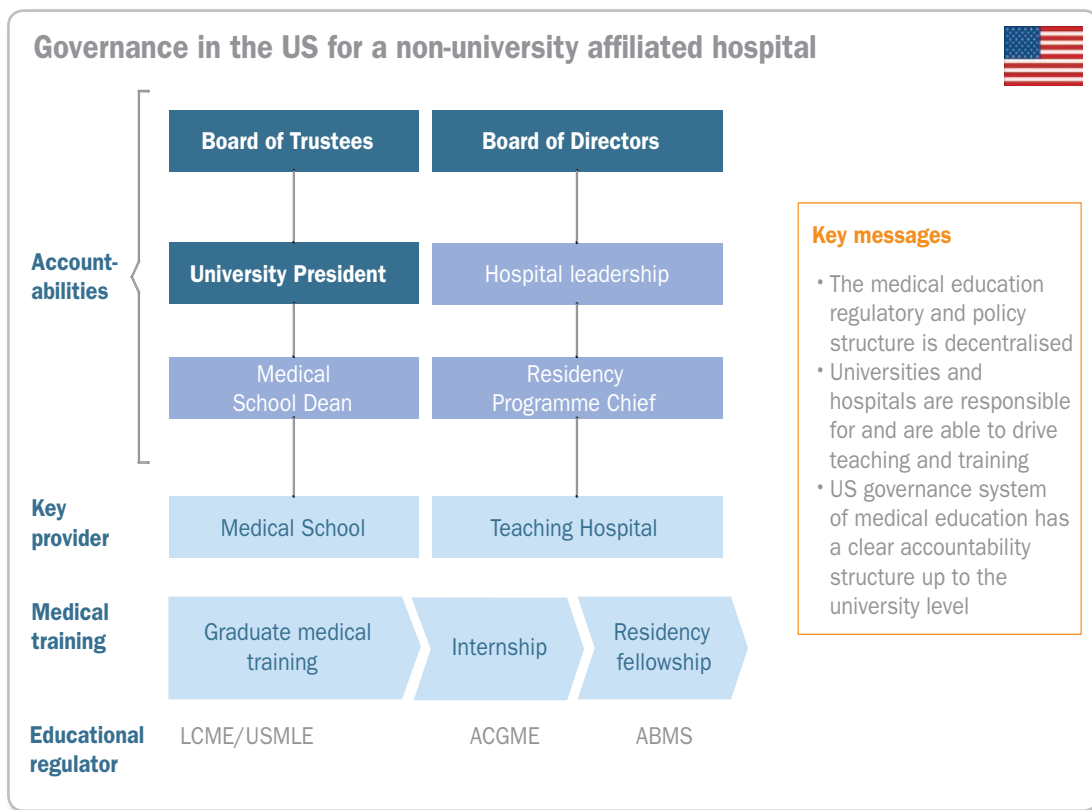 Governance in the US for a non-university affiliated hospital
Board of Trustees
Board of Directors
Account-
abilities
University President
Hospital leadership
Medical
School Dean
Residency
Programme Chief
Key
provider
Medical School
Teaching Hospital
Medical
training
Graduate medical
training
Internship
Residency
fellowship
Educational
regulator
LCME/USMLE
ACGME
ABMS
Key messages
• The medical education
regulatory and policy
structure is decentralised
• Universities and
hospitals are responsible
for and are able to drive
teaching and training
• US governance system
of medical education has
a clear accountability
structure up to the
university level